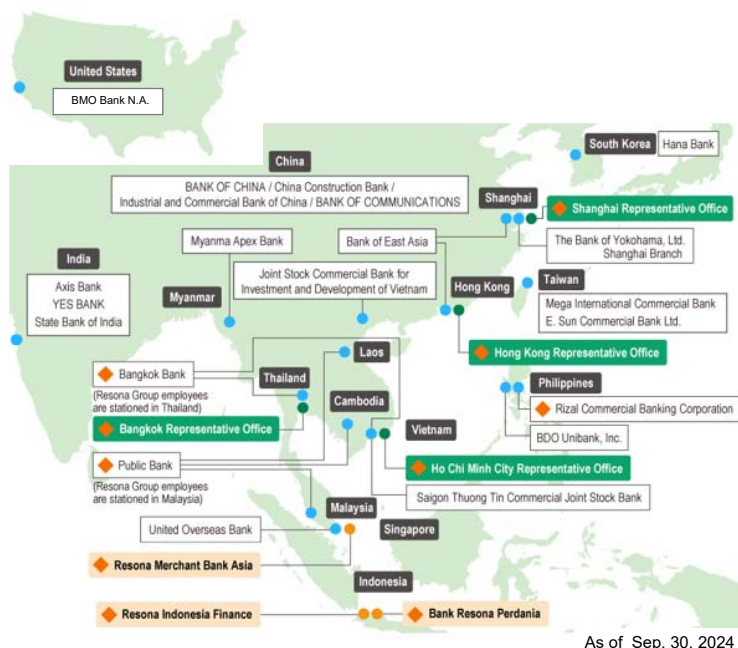 United States
BMO Bank N.A.
South Korea
Hana Bank
China
BANK OF CHINA / China Construction Bank /
Industrial and Commercial Bank of China / BANK OF COMMUNICATIONS
Shanghai
Shanghai Representative Office
The Bank of Yokohama, Ltd.
Shanghai Branch
Myanma Apex Bank
Bank of East Asia
India
Axis Bank
YES BANK
State Bank of India
Joint Stock Commercial Bank for
Investment and Development of Vietnam
Myanmar
Hong Kong
Taiwan
Mega International Commercial Bank
E. Sun Commercial Bank Ltd.
Hong Kong Representative Office
Laos
Bangkok Bank
(Resona Group employees
are stationed in Thailand)
Thailand
Bangkok Representative Office
Cambodia
Philippines
Rizal Commercial Banking Corporation
BDO Unibank, Inc.
Vietnam
Ho Chi Minh City Representative Office
Saigon Thuong Tin Commercial Joint Stock Bank
Public Bank
(Resona Group employees
are stationed in Malaysia)
Malaysia
United Overseas Bank
Singapore
Resona Merchant Bank Asia
Indonesia
Resona Indonesia Finance
Bank Resona Perdania
As of Sep. 30, 2024